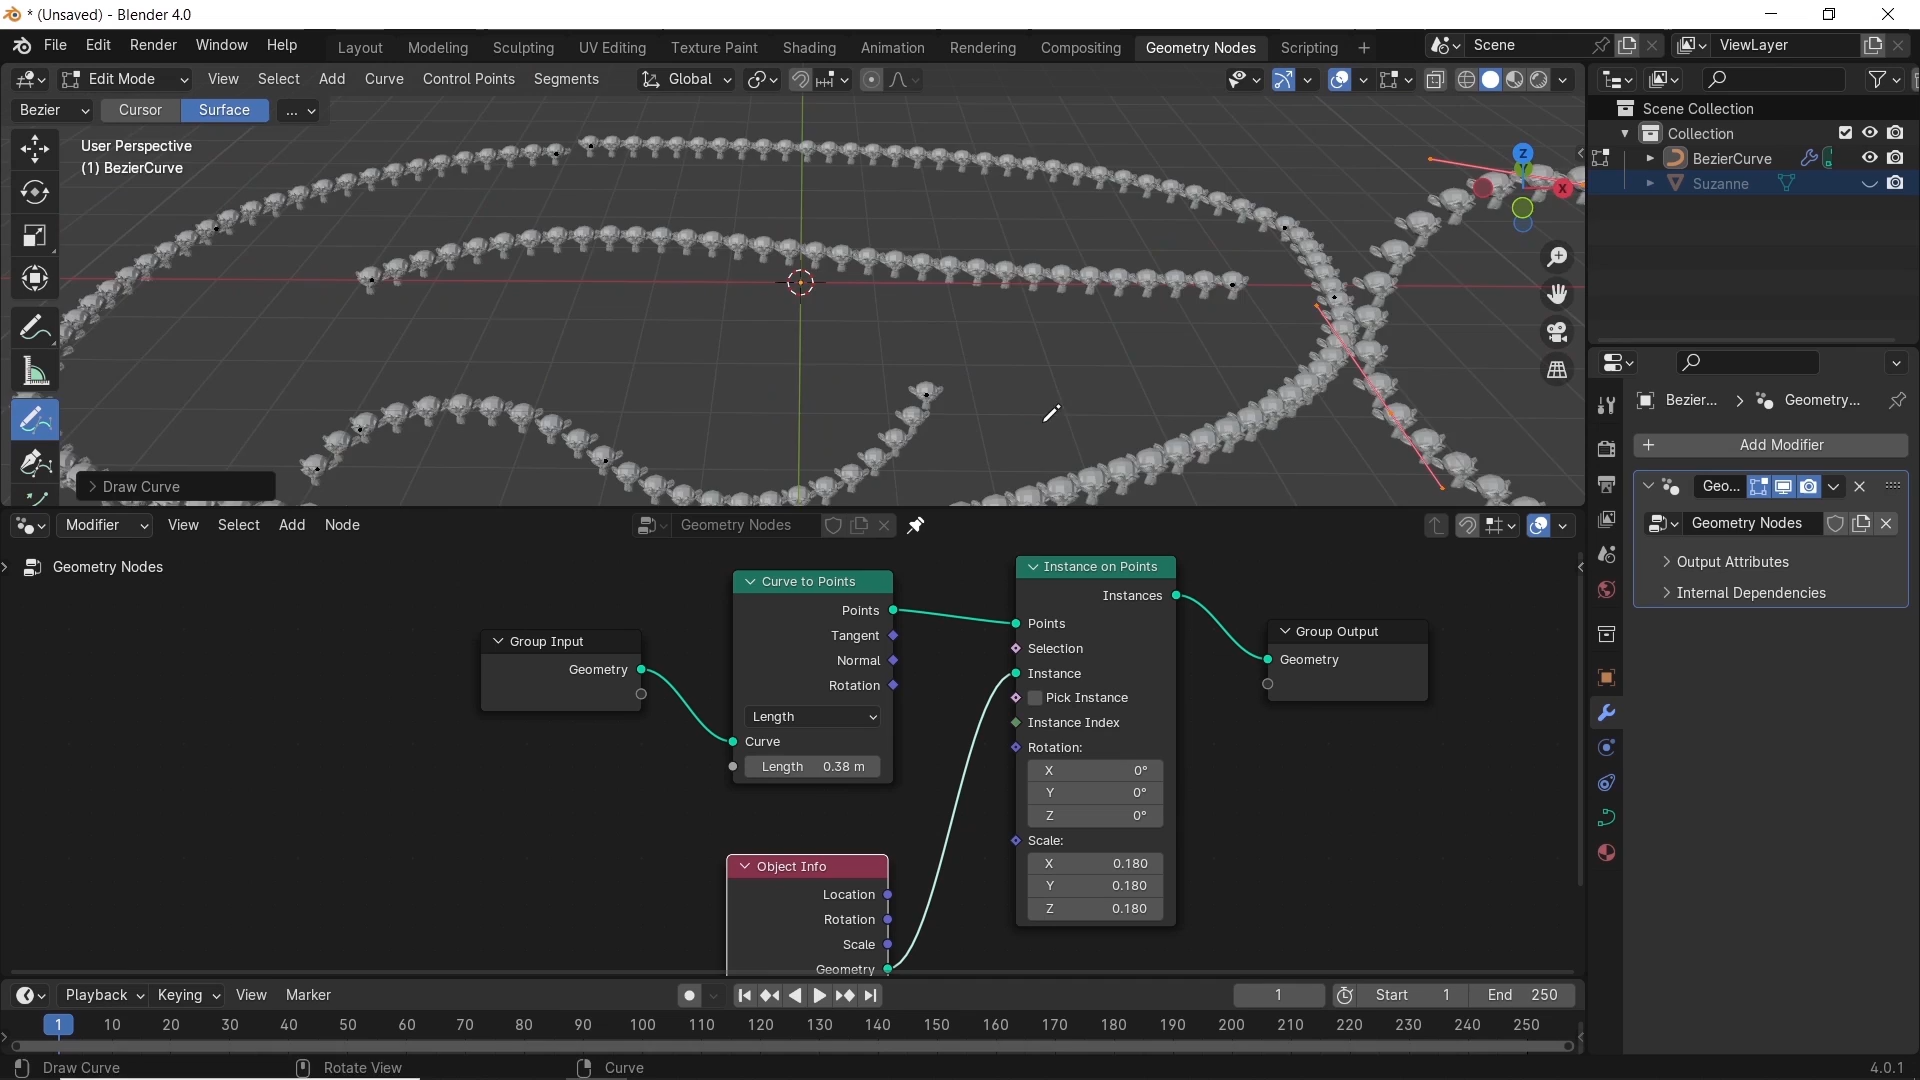 * (Unsaved) - Blender 4.0
File Edit Render Window Help
Layout Modeling Sculpting UV Editing Texture Paint Shading Animation Rendering Compositing Geometry Nodes Scripting +
Scene
ViewLayer
Edit Mode View Select Add Curve Control Points Segments Global
Bezier Cursor Surface ...
User Perspective
(1) BezierCurve
Z
X
Draw Curve
Scene Collection
Collection
BezierCurve
Suzanne
Bezier... > Geometry...
+ Add Modifier
Geo...
Geometry Nodes
Output Attributes
Internal Dependencies
Modifier View Select Add Node Geometry Nodes
Geometry Nodes
Group Input
Geometry
Curve to Points
Points
Tangent
Normal
Rotation
Length
Curve
Length 0.38 m
Object Info
Location
Rotation
Scale
Geometry
Instance on Points
Instances
Points
Selection
Instance
Pick Instance
Instance Index
Rotation:
X 0°
Y 0°
Z 0°
Scale:
X 0.180
Y 0.180
Z 0.180
Group Output
Geometry
Playback Keying View Marker 1 Start 1 End 250
1 10 20 30 40 50 60 70 80 90 100 110 120 130 140 150 160 170 180 190 200 210 220 230 240 250
Draw Curve Rotate View Curve 4.0.1